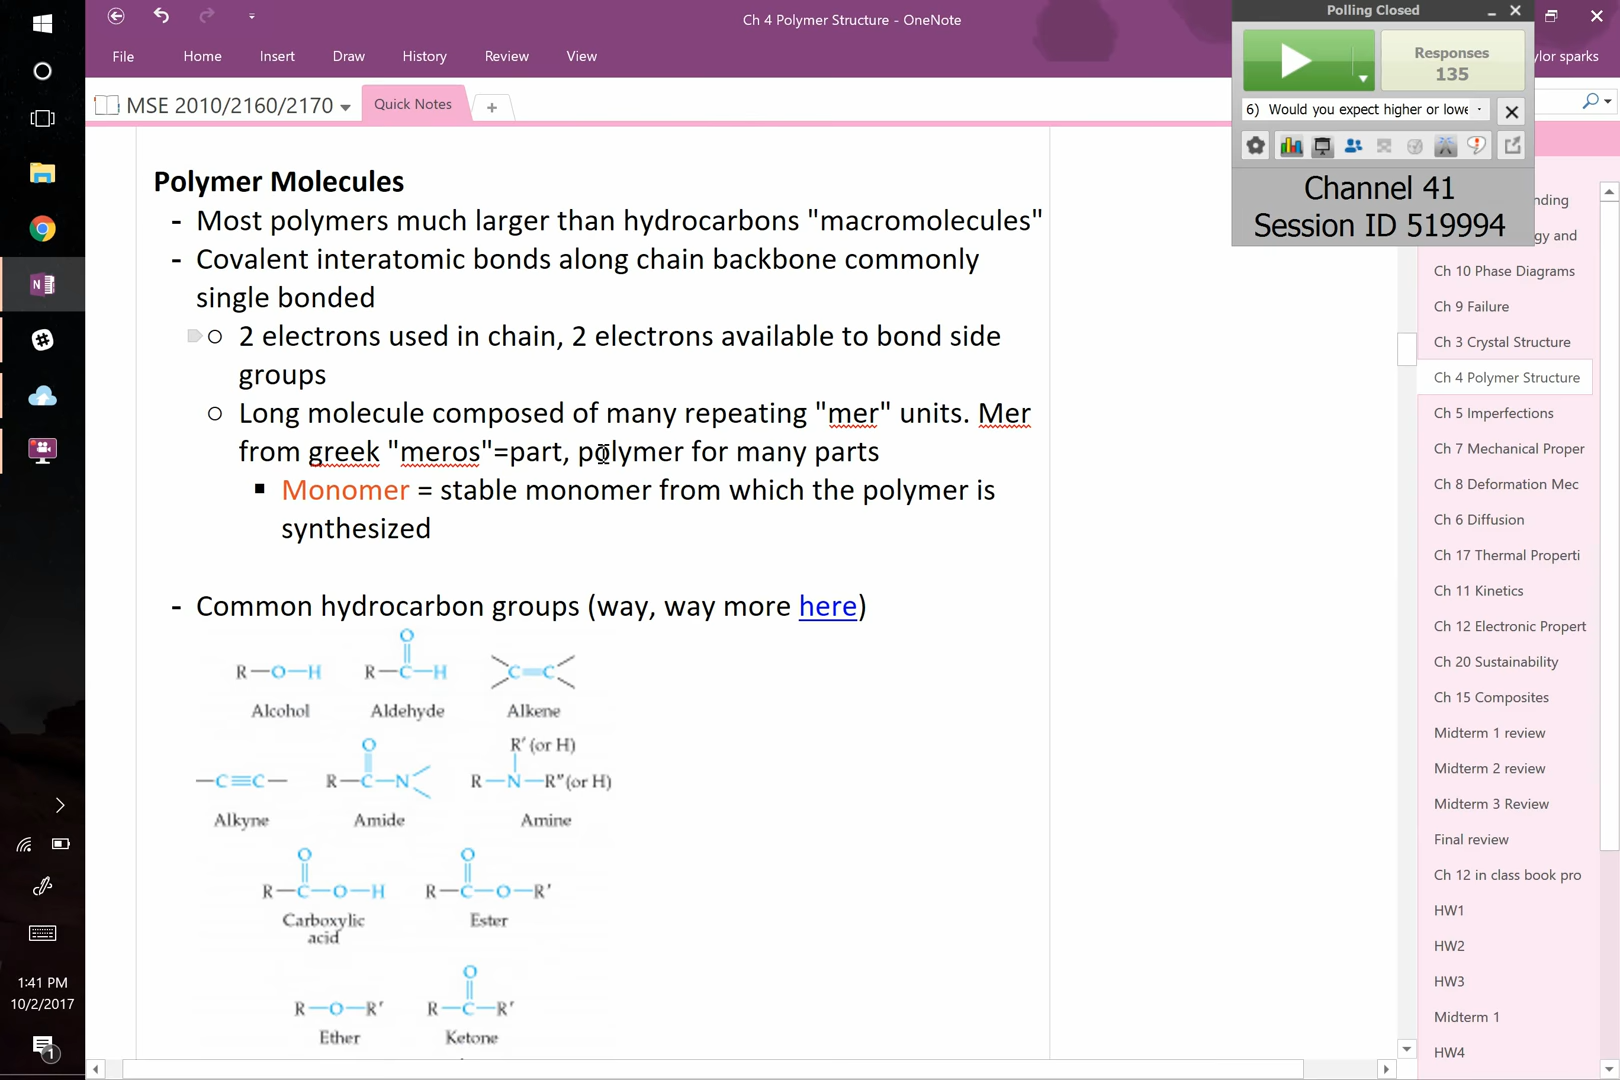 Ch 4 Polymer Structure - OneNote
Polling Closed
File Home Insert Draw History Review View
Responses
135
ylor sparks
MSE 2010/2160/2170
Quick Notes
+
6) Would you expect higher or lowe
Channel 41
Session ID 519994
Polymer Molecules
- Most polymers much larger than hydrocarbons "macromolecules"
- Covalent interatomic bonds along chain backbone commonly
single bonded
2 electrons used in chain, 2 electrons available to bond side
groups
Long molecule composed of many repeating "mer" units. Mer
from greek "meros"=part, polymer for many parts
Monomer = stable monomer from which the polymer is
synthesized
- Common hydrocarbon groups (way, way more here)
O
R—O—H
R—C—H
C=C
Alcohol
Aldehyde
Alkene
O
R' (or H)
—C≡C—
R—C—N
R—N—R''(or H)
Alkyne
Amide
Amine
O
O
R—C—O—H
R—C—O—R'
Carboxylic
acid
Ester
O
R—O—R'
R—C—R'
Ether
Ketone
nding
gy and
Ch 10 Phase Diagrams
Ch 9 Failure
Ch 3 Crystal Structure
Ch 4 Polymer Structure
Ch 5 Imperfections
Ch 7 Mechanical Proper
Ch 8 Deformation Mec
Ch 6 Diffusion
Ch 17 Thermal Properti
Ch 11 Kinetics
Ch 12 Electronic Propert
Ch 20 Sustainability
Ch 15 Composites
Midterm 1 review
Midterm 2 review
Midterm 3 Review
Final review
Ch 12 in class book pro
HW1
HW2
HW3
Midterm 1
HW4
1:41 PM
10/2/2017
1